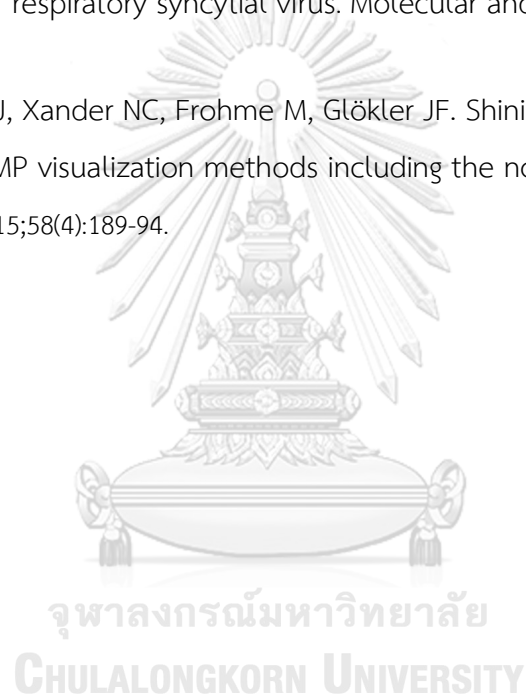 respiratory syncytial virus. Molecular and
J, Xander NC, Frohme M, Glökler JF. Shini
MP visualization methods including the no
15;58(4):189-94.
จุฬาลงกรณ์มหาวิทยาลัย
CHULALONGKORN UNIVERSITY